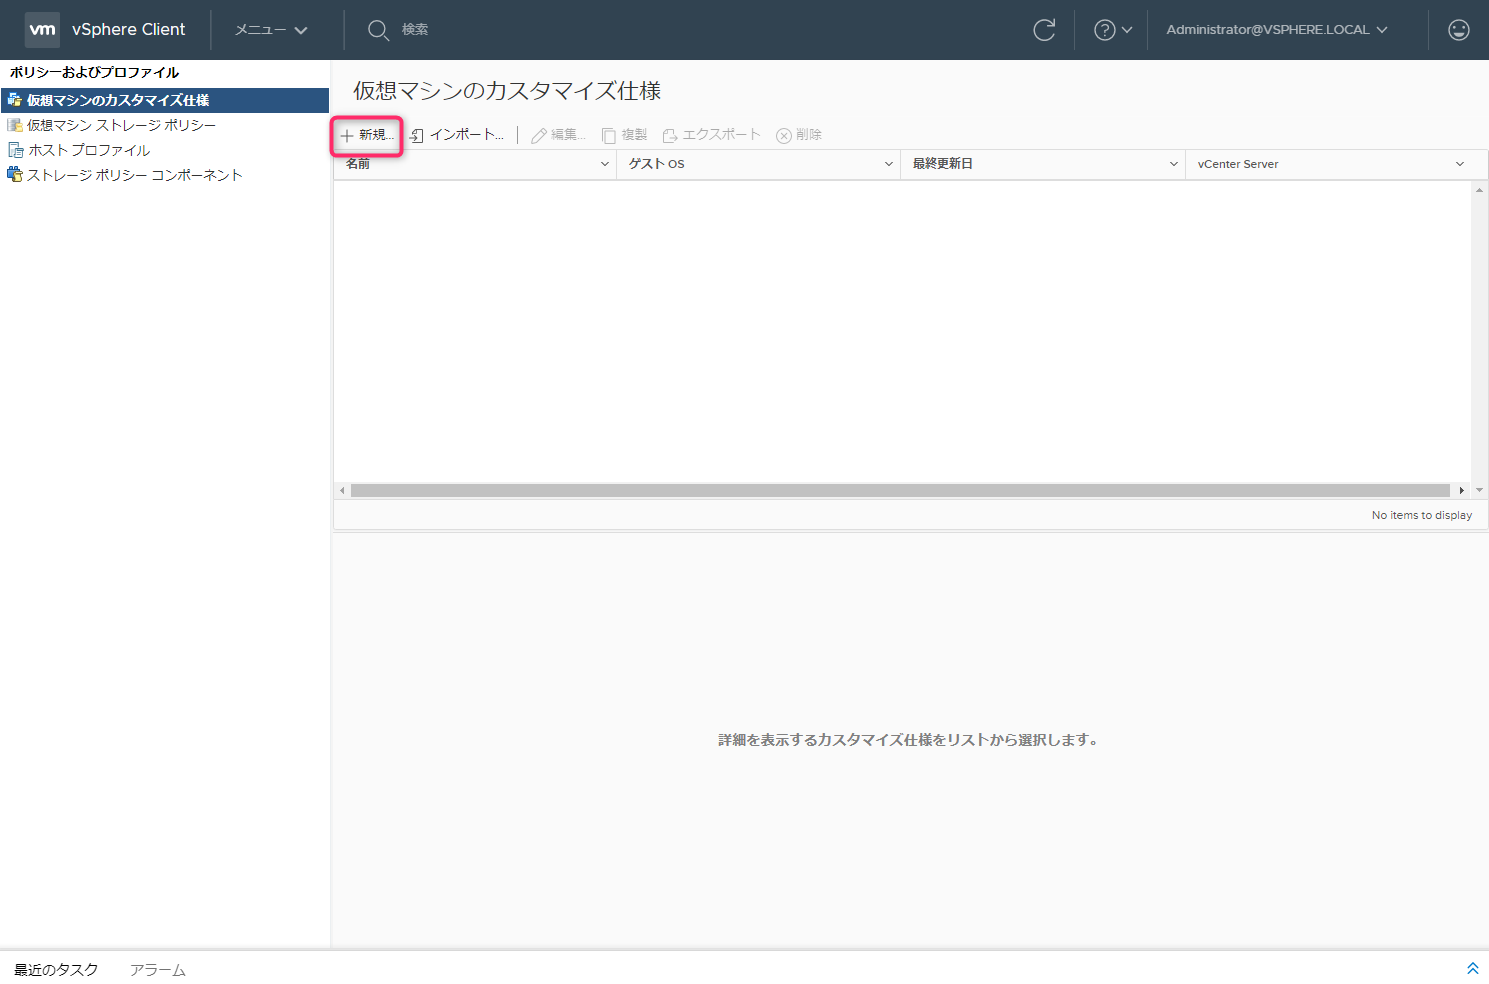 vm vSphere Client メニュー 検索 Administrator@VSPHERE.LOCAL
ポリシーおよびプロファイル
仮想マシンのカスタマイズ仕様
仮想マシン ストレージ ポリシー
ホスト プロファイル
ストレージ ポリシー コンポーネント
仮想マシンのカスタマイズ仕様
新規... インポート... 編集... 複製 エクスポート 削除
名前 ゲスト OS 最終更新日 vCenter Server
No items to display
詳細を表示するカスタマイズ仕様をリストから選択します。
最近のタスク アラーム